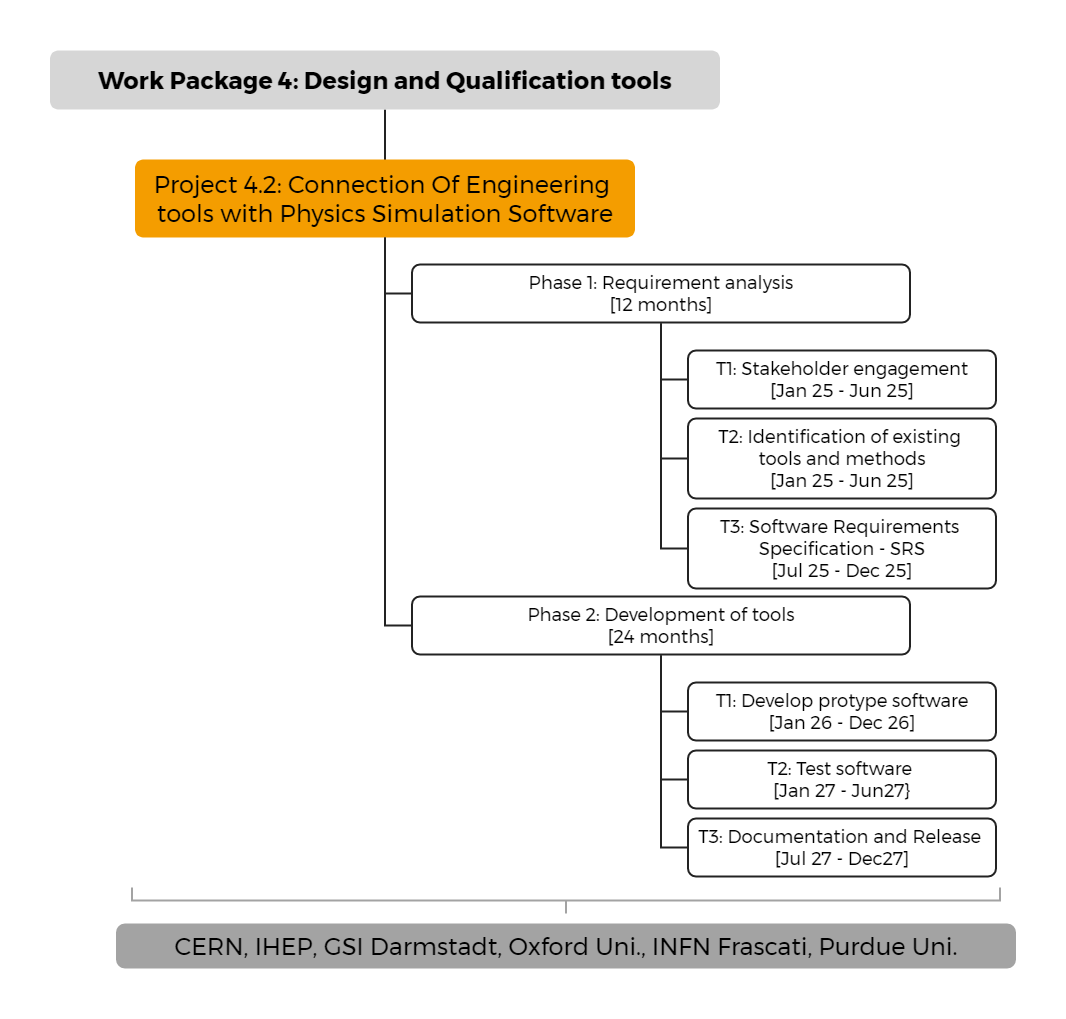 Work Package 4: Design and Qualification tools
Project 4.2: Connection Of Engineering
tools with Physics Simulation Software
Phase 1: Requirement analysis
[12 months]
T1: Stakeholder engagement
[Jan 25 - Jun 25]
T2: Identification of existing
tools and methods
[Jan 25 - Jun 25]
T3: Software Requirements
Specification - SRS
[Jul 25 - Dec 25]
Phase 2: Development of tools
[24 months]
T1: Develop protype software
[Jan 26 - Dec 26]
T2: Test software
[Jan 27 - Jun27}
T3: Documentation and Release
[Jul 27 - Dec27]
CERN, IHEP, GSI Darmstadt, Oxford Uni., INFN Frascati, Purdue Uni.